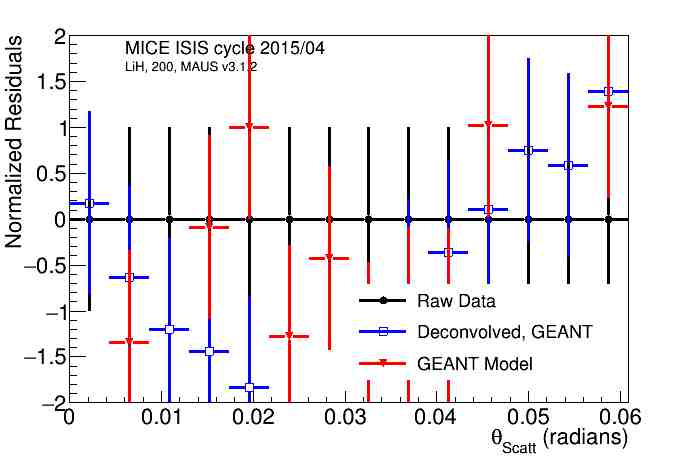 MICE ISIS cycle 2015/04
LiH, 200, MAUS v3.1.2
Normalized Residuals
2
1.5
1
0.5
0
−0.5
−1
−1.5
−2
Raw Data
Deconvolved, GEANT
GEANT Model
0 0.01 0.02 0.03 0.04 0.05 0.06
θScatt (radians)